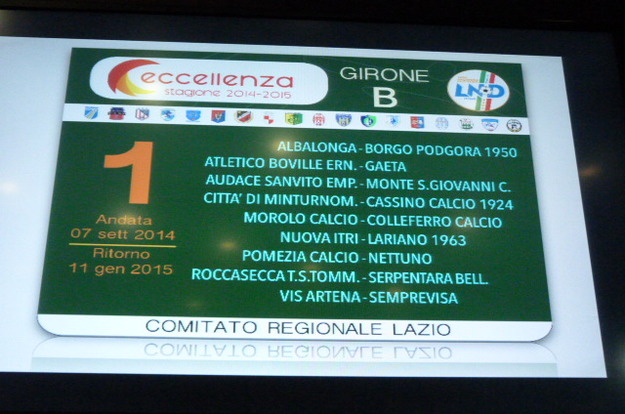 eccellenza
stagione 2014-2015
GIRONE
B
LND
1
Andata
07 sett 2014
Ritorno
11 gen 2015
ALBALONGA - BORGO PODGORA 1950
ATLETICO BOVILLE ERN. - GAETA
AUDACE SANVITO EMP. - MONTE S.GIOVANNI C.
CITTA' DI MINTURNOM. - CASSINO CALCIO 1924
MOROLO CALCIO - COLLEFERRO CALCIO
NUOVA ITRI - LARIANO 1963
POMEZIA CALCIO - NETTUNO
ROCCASECCA T.S.TOMM. - SERPENTARA BELL.
VIS ARTENA - SEMPREVISA
COMITATO REGIONALE LAZIO